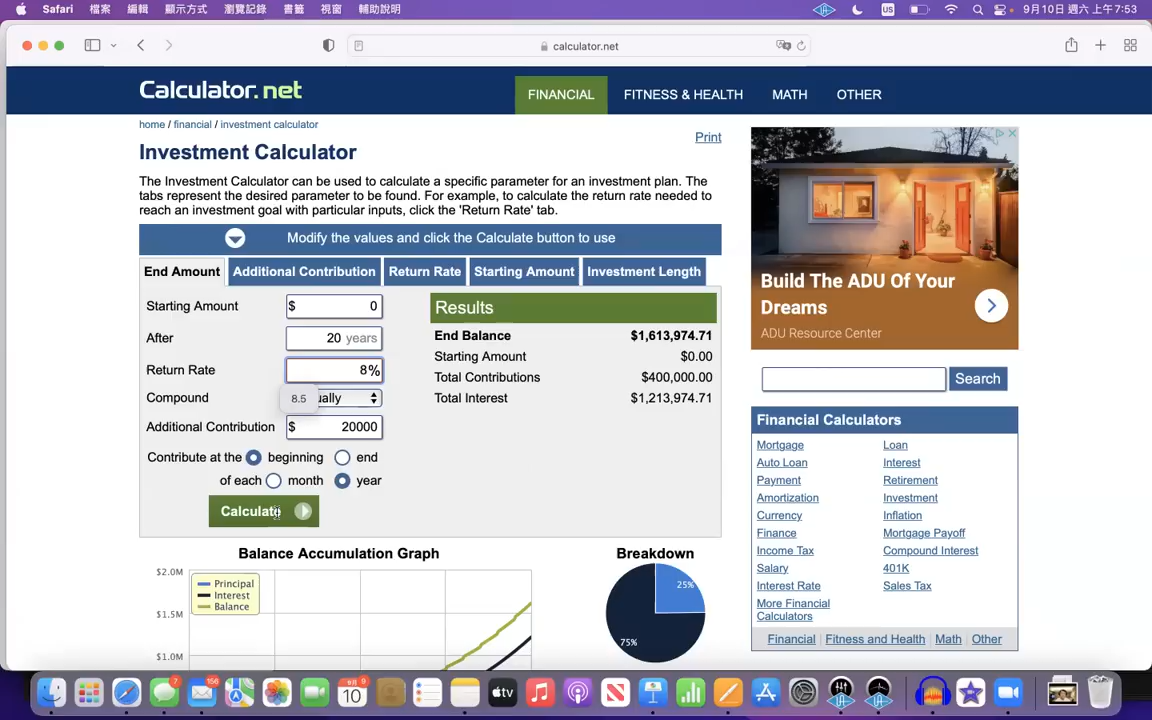 Safari 檔案 編輯 顯示方式 瀏覽記錄 書籤 視窗 輔助說明 US 9月10日 週六 上午7:53
calculator.net
Calculator.net FINANCIAL FITNESS & HEALTH MATH OTHER
home / financial / investment calculator
Print
Investment Calculator
The Investment Calculator can be used to calculate a specific parameter for an investment plan. The
tabs represent the desired parameter to be found. For example, to calculate the return rate needed to
reach an investment goal with particular inputs, click the 'Return Rate' tab.
Modify the values and click the Calculate button to use
End Amount Additional Contribution Return Rate Starting Amount Investment Length
Starting Amount $ 0
After 20 years
Return Rate 8%
Compound ually
8.5
Additional Contribution $ 20000
Contribute at the beginning end
of each month year
Calculate
Results
End Balance $1,613,974.71
Starting Amount $0.00
Total Contributions $400,000.00
Total Interest $1,213,974.71
Balance Accumulation Graph
$2.0M
$1.5M
$1.0M
Principal
Interest
Balance
Breakdown
25%
75%
Build The ADU Of Your
Dreams
ADU Resource Center
Search
Financial Calculators
Mortgage Loan
Auto Loan Interest
Payment Retirement
Amortization Investment
Currency Inflation
Finance Mortgage Payoff
Income Tax Compound Interest
Salary 401K
Interest Rate Sales Tax
More Financial
Calculators
Financial Fitness and Health Math Other
7
156
9月 9
10
tv